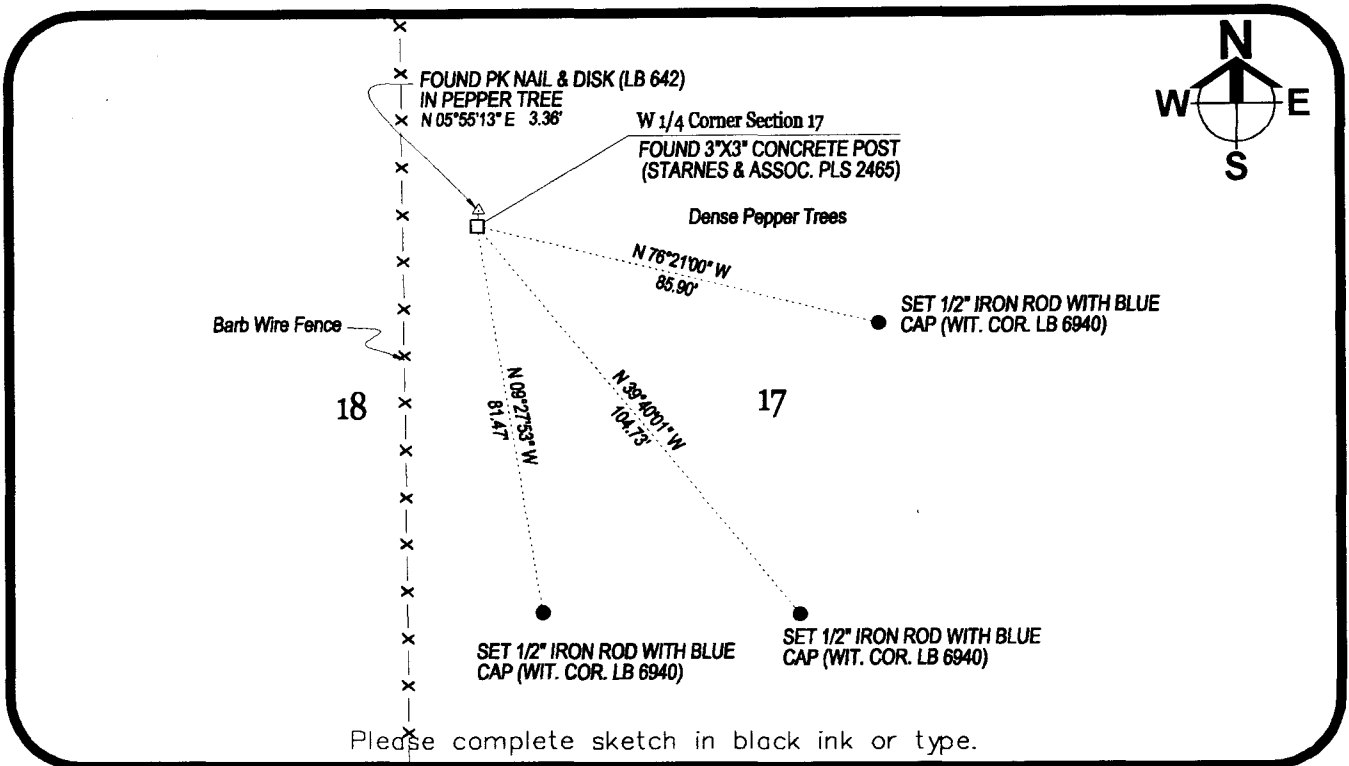 N
W E
S
FOUND PK NAIL & DISK (LB 642)
IN PEPPER TREE
N 05°55'13" E 3.36'
W 1/4 Corner Section 17
FOUND 3"X3" CONCRETE POST
(STARNES & ASSOC. PLS 2465)
Dense Pepper Trees
N 76°21'00" W
85.90'
SET 1/2" IRON ROD WITH BLUE
CAP (WIT. COR. LB 6940)
Barb Wire Fence
18
N 09°27'53" W
81.47'
N 39°40'01" W
104.73'
17
SET 1/2" IRON ROD WITH BLUE
CAP (WIT. COR. LB 6940)
SET 1/2" IRON ROD WITH BLUE
CAP (WIT. COR. LB 6940)
Please complete sketch in black ink or type.